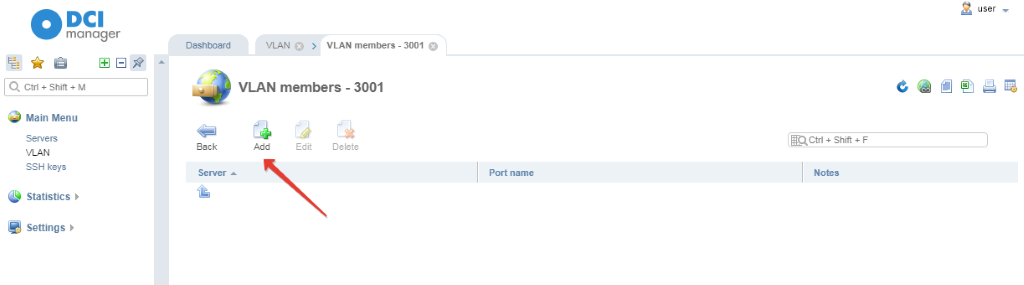 user
DCI
manager
Dashboard
VLAN
VLAN members - 3001
Ctrl + Shift + M
VLAN members - 3001
Main Menu
Servers
VLAN
SSH keys
Statistics
Settings
Back
Add
Edit
Delete
Ctrl + Shift + F
Server
Port name
Notes